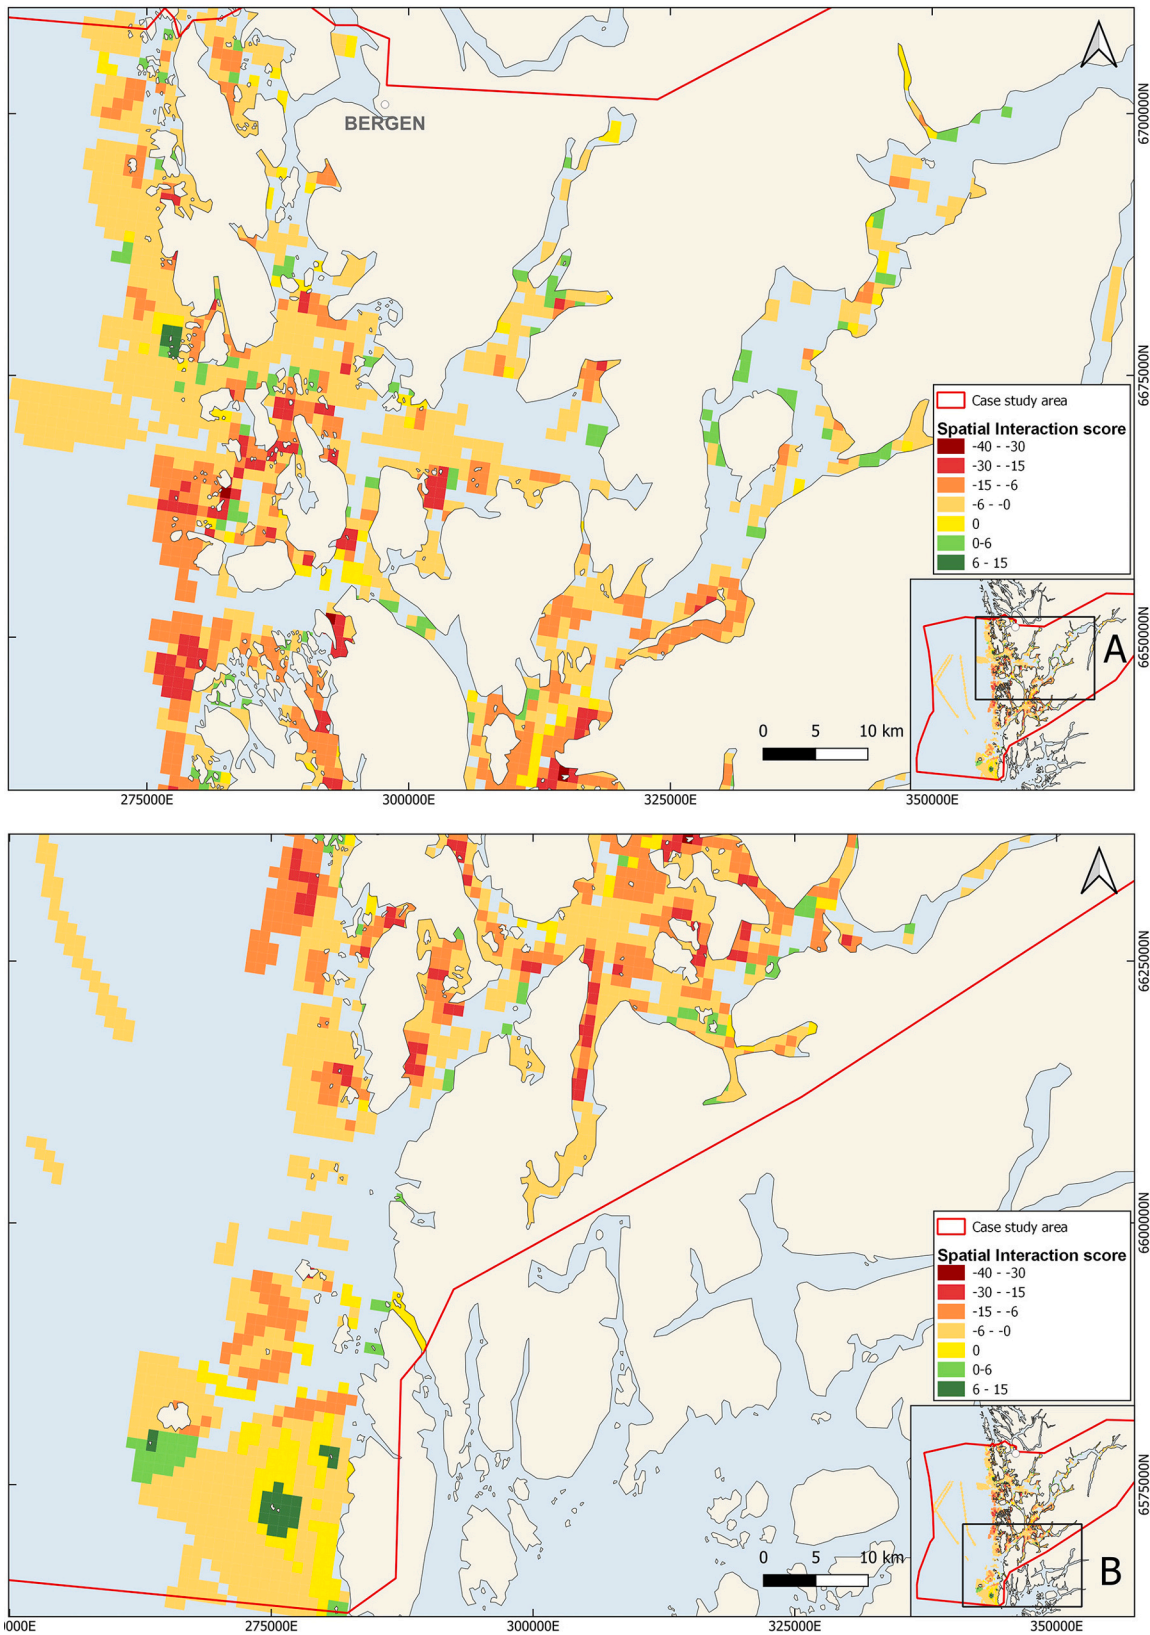 BERGEN
6700000N
6675000N
6650000N
Case study area
Spatial Interaction score
-40 - -30
-30 - -15
-15 - -6
-6 - -0
0
0-6
6 - 15
A
0 5 10 km
275000E 300000E 325000E 350000E
6625000N
6600000N
6575000N
Case study area
Spatial Interaction score
-40 - -30
-30 - -15
-15 - -6
-6 - -0
0
0-6
6 - 15
B
0 5 10 km
0000E 275000E 300000E 325000E 350000E